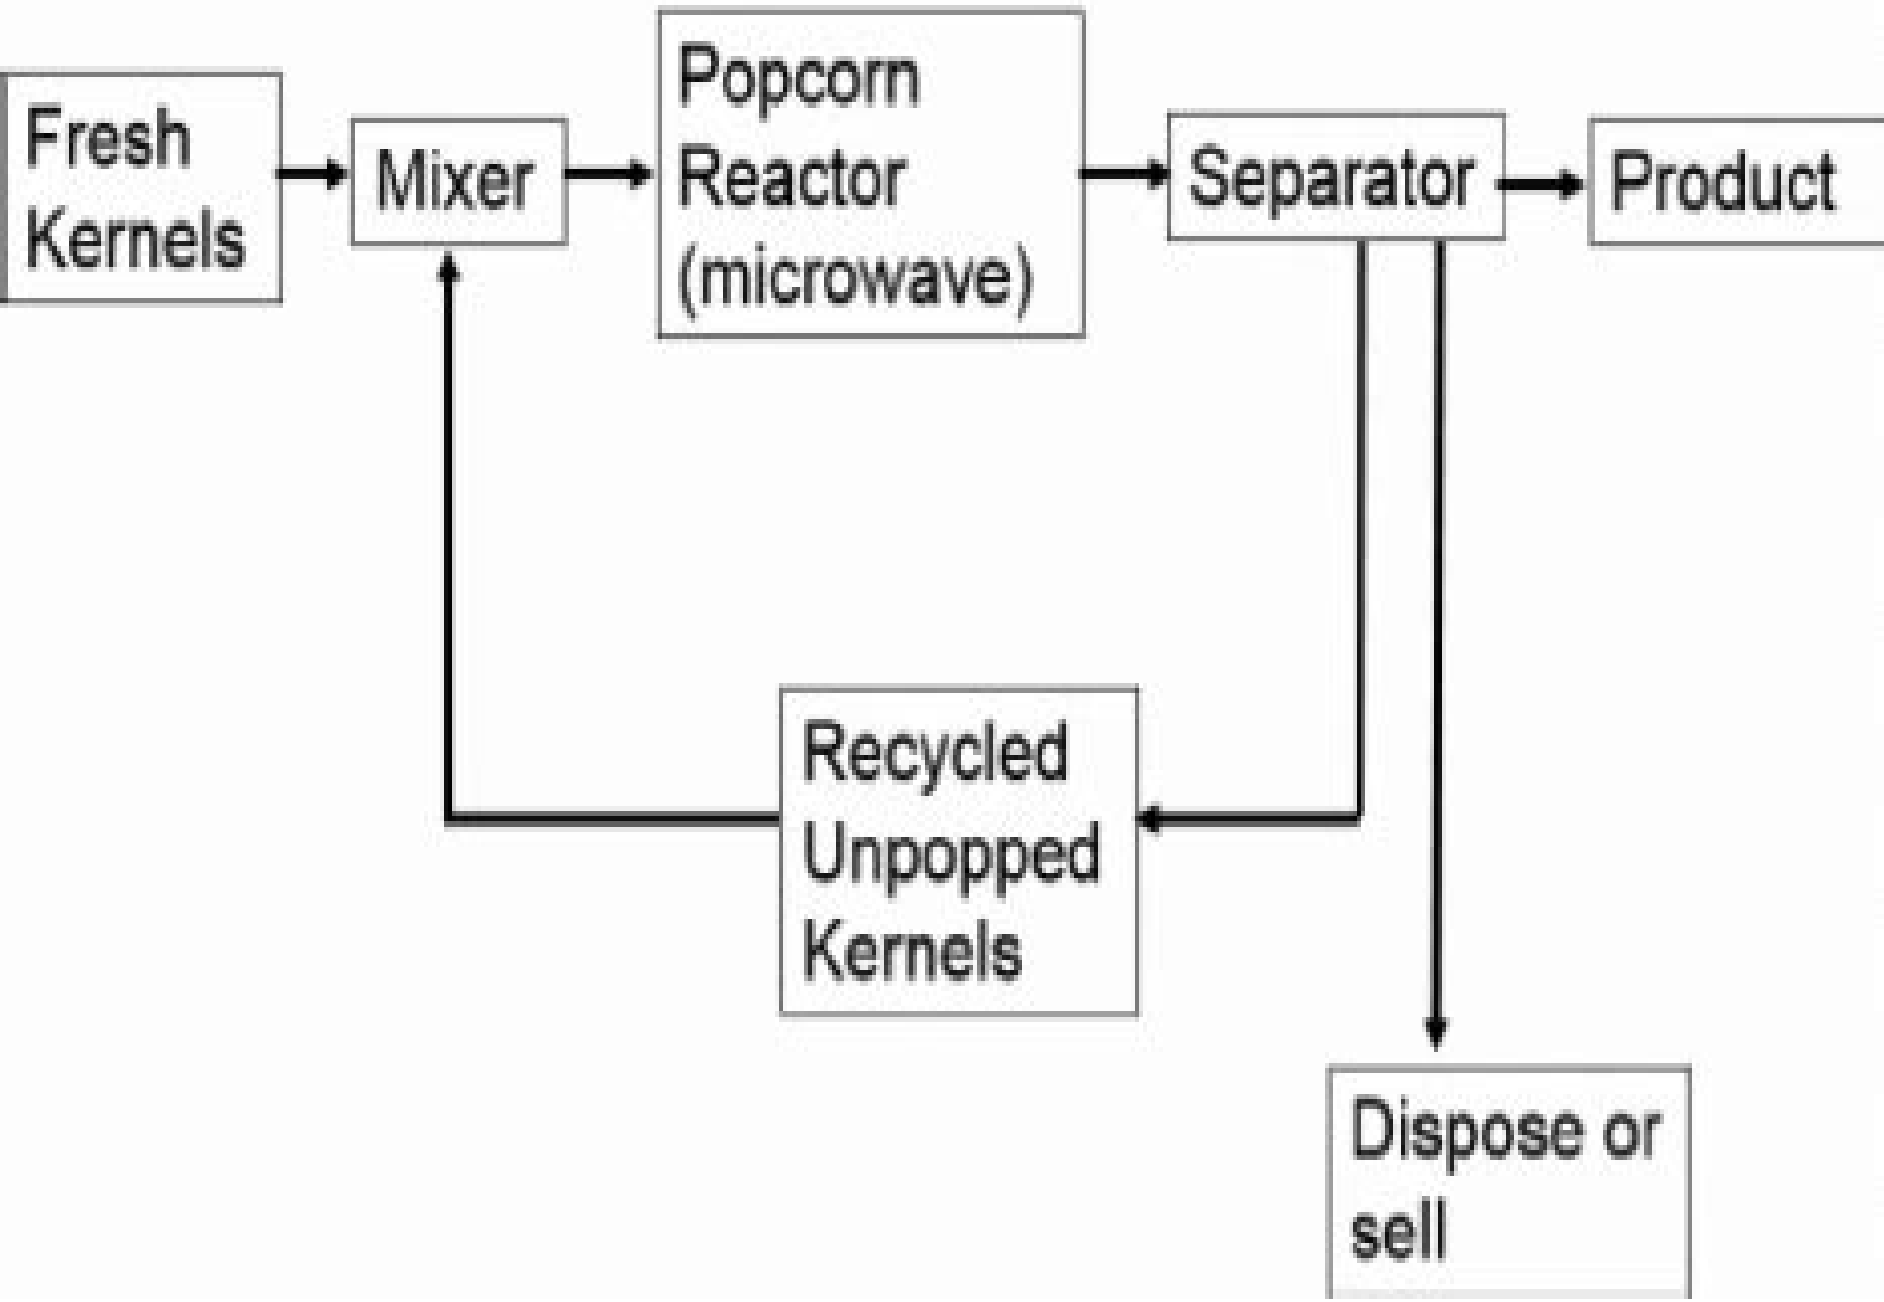 Fresh
Kernels
Mixer
Popcorn
Reactor
(microwave)
Separator
Product
Recycled
Unpopped
Kernels
Dispose or
sell